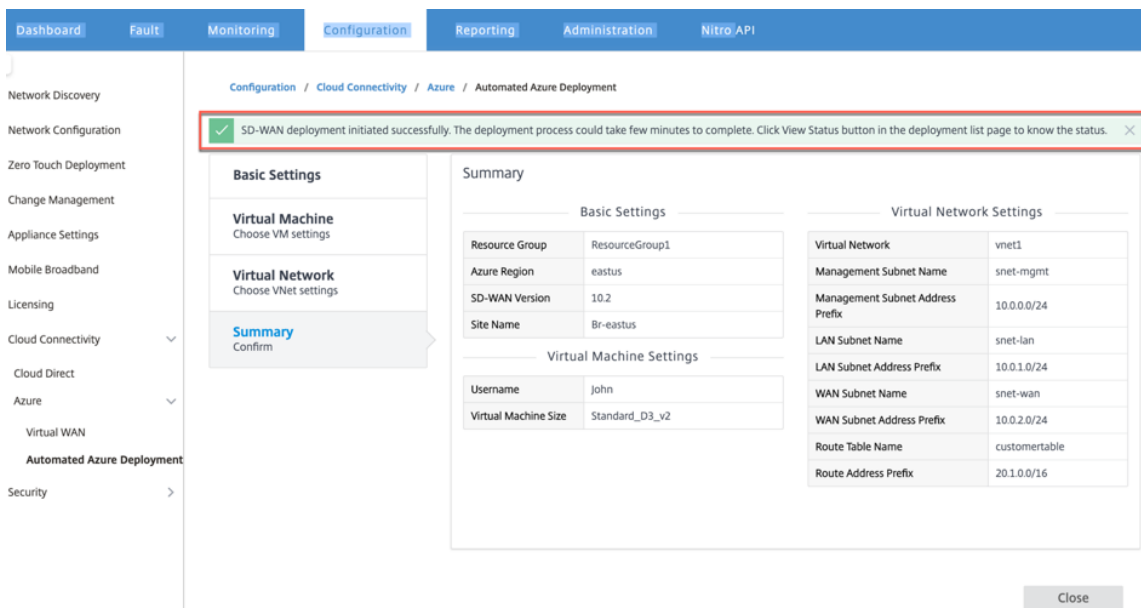 Dashboard Fault Monitoring Configuration Reporting Administration Nitro API
Network Discovery
Network Configuration
Zero Touch Deployment
Change Management
Appliance Settings
Mobile Broadband
Licensing
Cloud Connectivity
Cloud Direct
Azure
Virtual WAN
Automated Azure Deployment
Security
Configuration / Cloud Connectivity / Azure / Automated Azure Deployment
SD-WAN deployment initiated successfully. The deployment process could take few minutes to complete. Click View Status button in the deployment list page to know the status.
Basic Settings
Virtual Machine
Choose VM settings
Virtual Network
Choose VNet settings
Summary
Confirm
Summary
Basic Settings
Resource Group ResourceGroup1
Azure Region eastus
SD-WAN Version 10.2
Site Name Br-eastus
Virtual Machine Settings
Username John
Virtual Machine Size Standard_D3_v2
Virtual Network Settings
Virtual Network vnet1
Management Subnet Name snet-mgmt
Management Subnet Address
Prefix 10.0.0.0/24
LAN Subnet Name snet-lan
LAN Subnet Address Prefix 10.0.1.0/24
WAN Subnet Name snet-wan
WAN Subnet Address Prefix 10.0.2.0/24
Route Table Name customertable
Route Address Prefix 20.1.0.0/16
Close